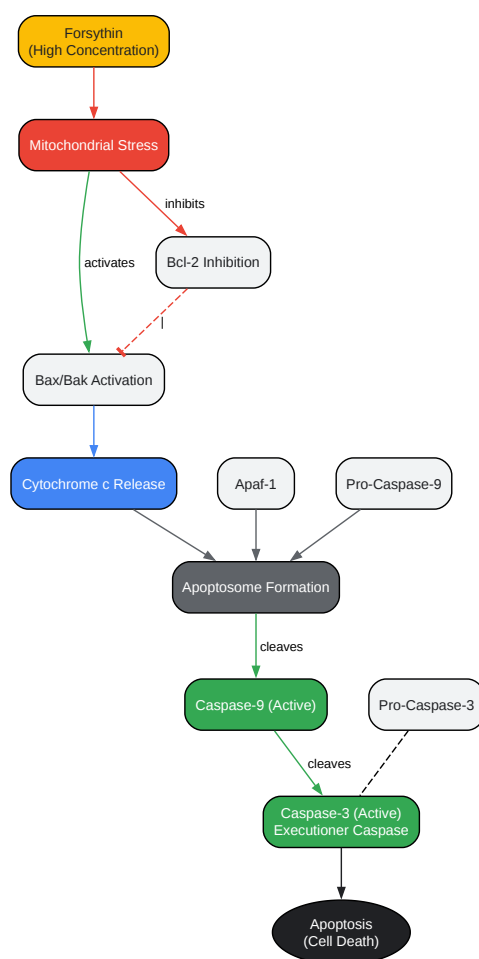 Forsythin
(High Concentration)
Mitochondrial Stress
inhibits
Bcl-2 Inhibition
activates
|
Bax/Bak Activation
Cytochrome c Release
Apaf-1
Pro-Caspase-9
Apoptosome Formation
cleaves
Caspase-9 (Active)
Pro-Caspase-3
cleaves
Caspase-3 (Active)
Executioner Caspase
Apoptosis
(Cell Death)